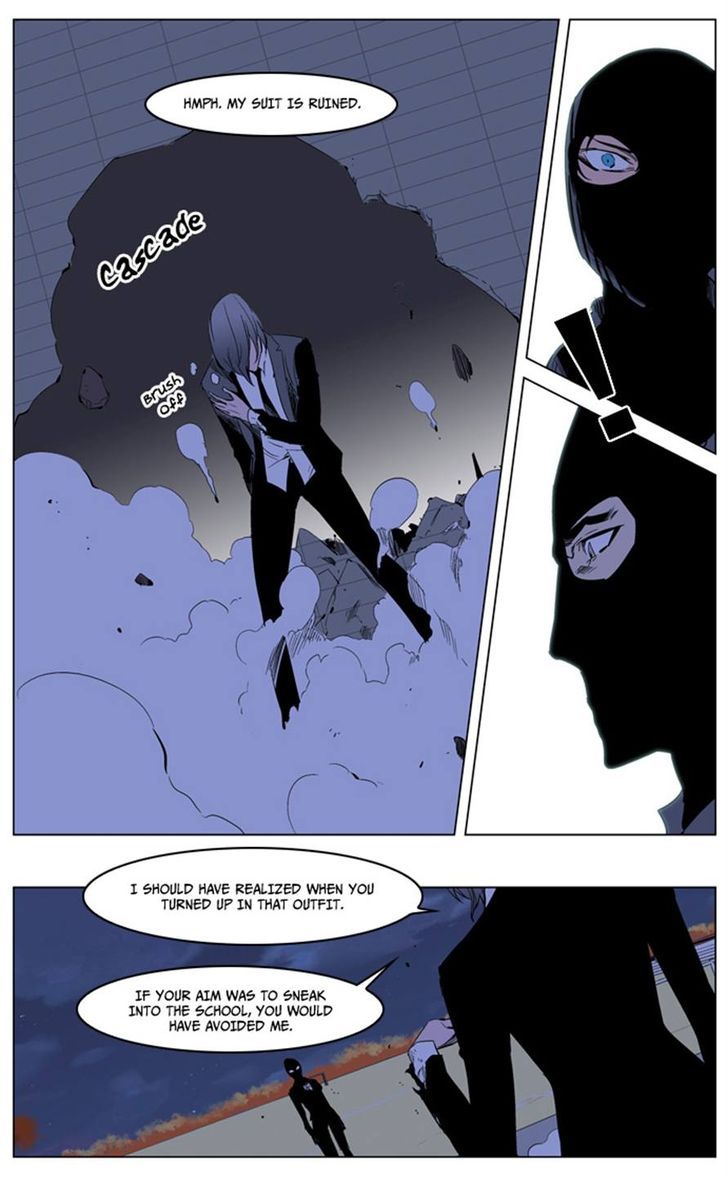 HMPH. MY SUIT IS RUINED.
Cascade
Brush
Off
!
I SHOULD HAVE REALIZED WHEN YOU
TURNED UP IN THAT OUTFIT.
IF YOUR AIM WAS TO SNEAK
INTO THE SCHOOL, YOU WOULD
HAVE AVOIDED ME.